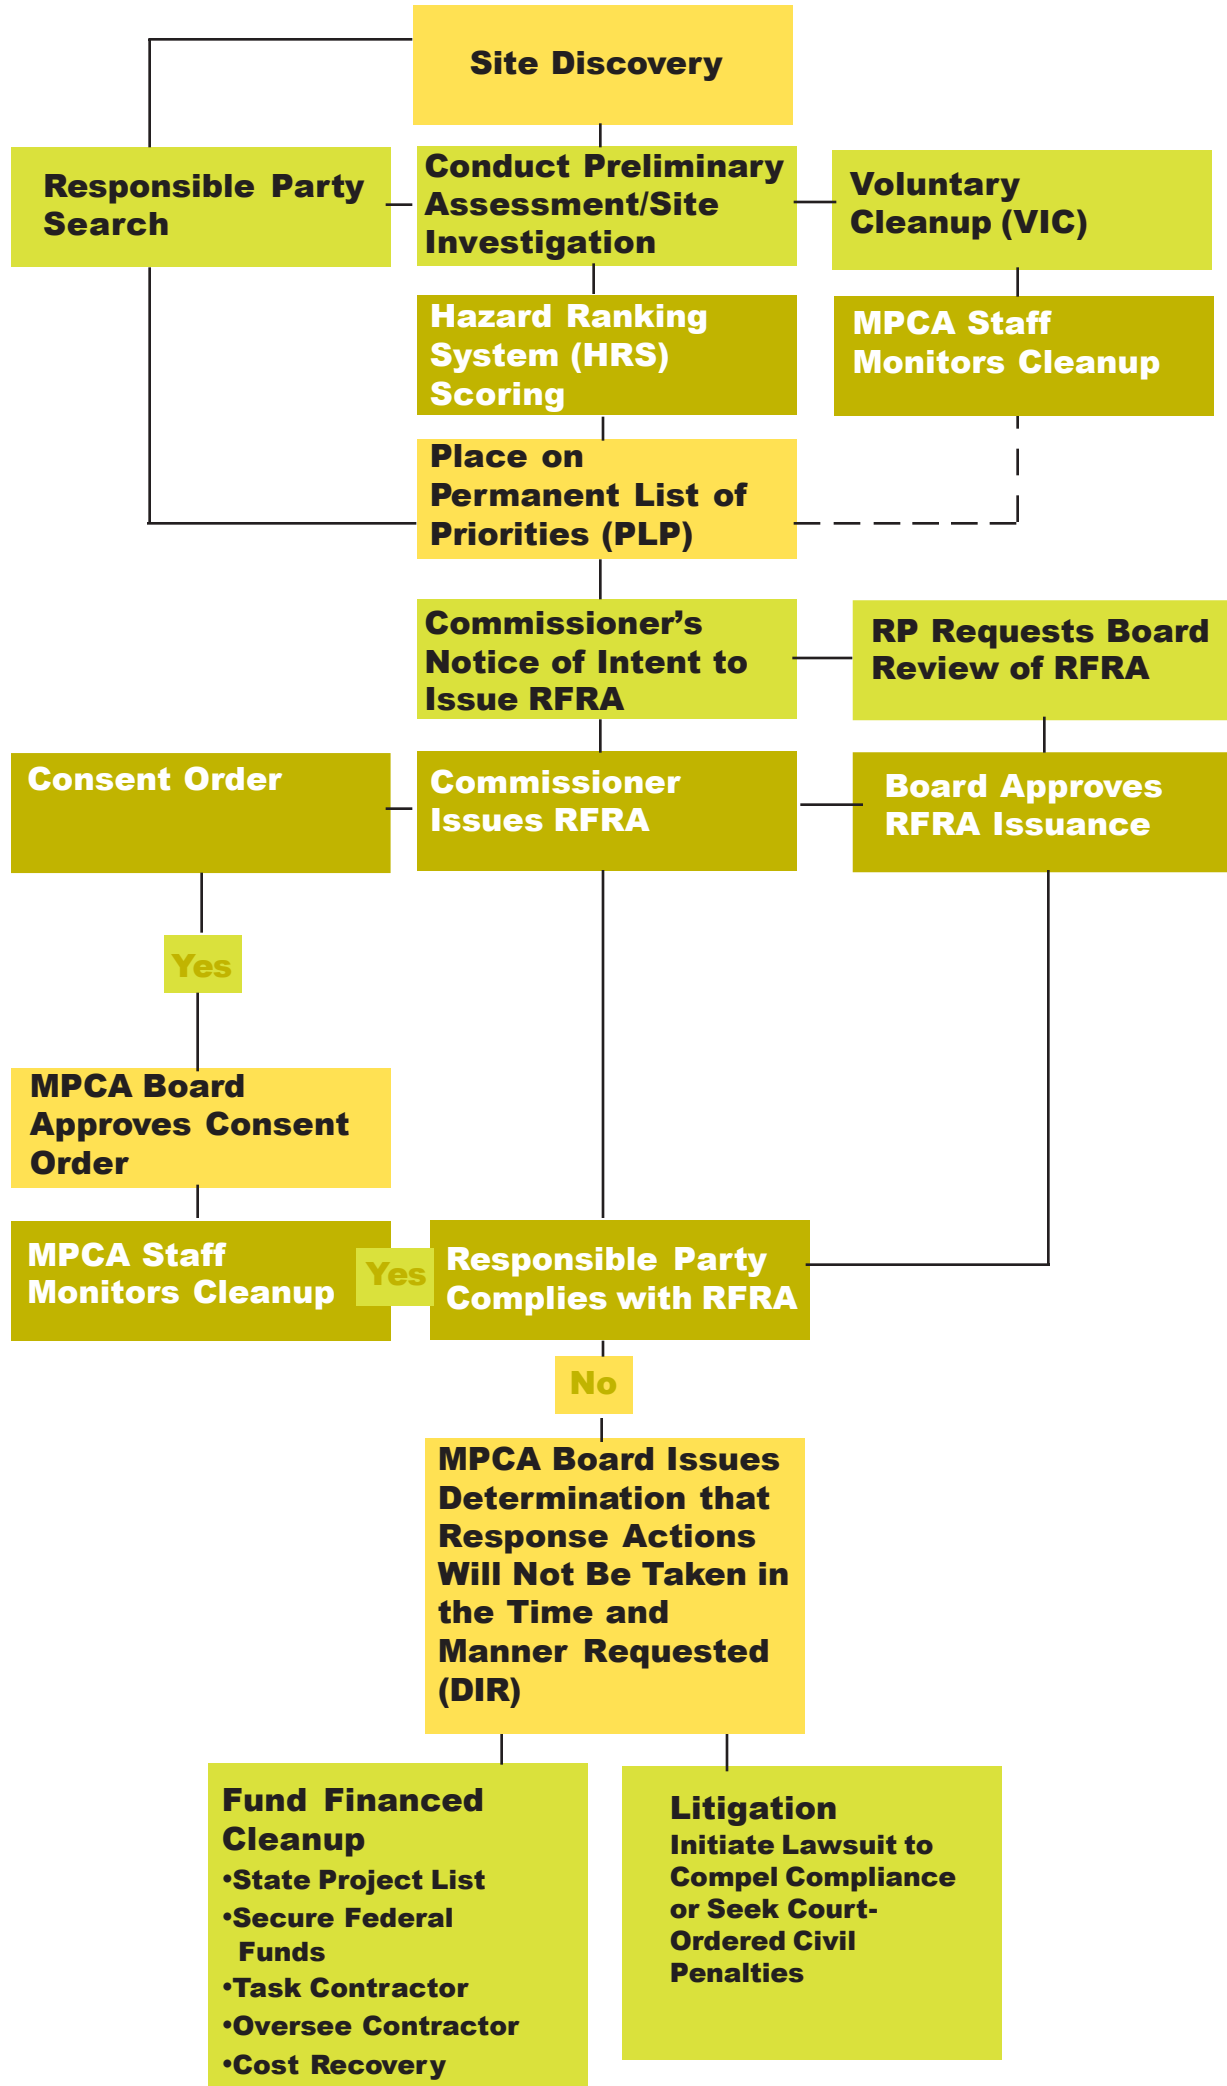 Site Discovery
Responsible Party
Search
Conduct Preliminary
Assessment/Site
Investigation
Voluntary
Cleanup (VIC)
Hazard Ranking
System (HRS)
Scoring
MPCA Staff
Monitors Cleanup
Place on
Permanent List of
Priorities (PLP)
Commissioner’s
Notice of Intent to
Issue RFRA
RP Requests Board
Review of RFRA
Consent Order
Commissioner
Issues RFRA
Board Approves
RFRA Issuance
Yes
MPCA Board
Approves Consent
Order
MPCA Staff
Monitors Cleanup
Yes
Responsible Party
Complies with RFRA
No
MPCA Board Issues
Determination that
Response Actions
Will Not Be Taken in
the Time and
Manner Requested
(DIR)
Fund Financed
Cleanup
•State Project List
•Secure Federal
Funds
•Task Contractor
•Oversee Contractor
•Cost Recovery
Litigation
Initiate Lawsuit to
Compel Compliance
or Seek Court-
Ordered Civil
Penalties